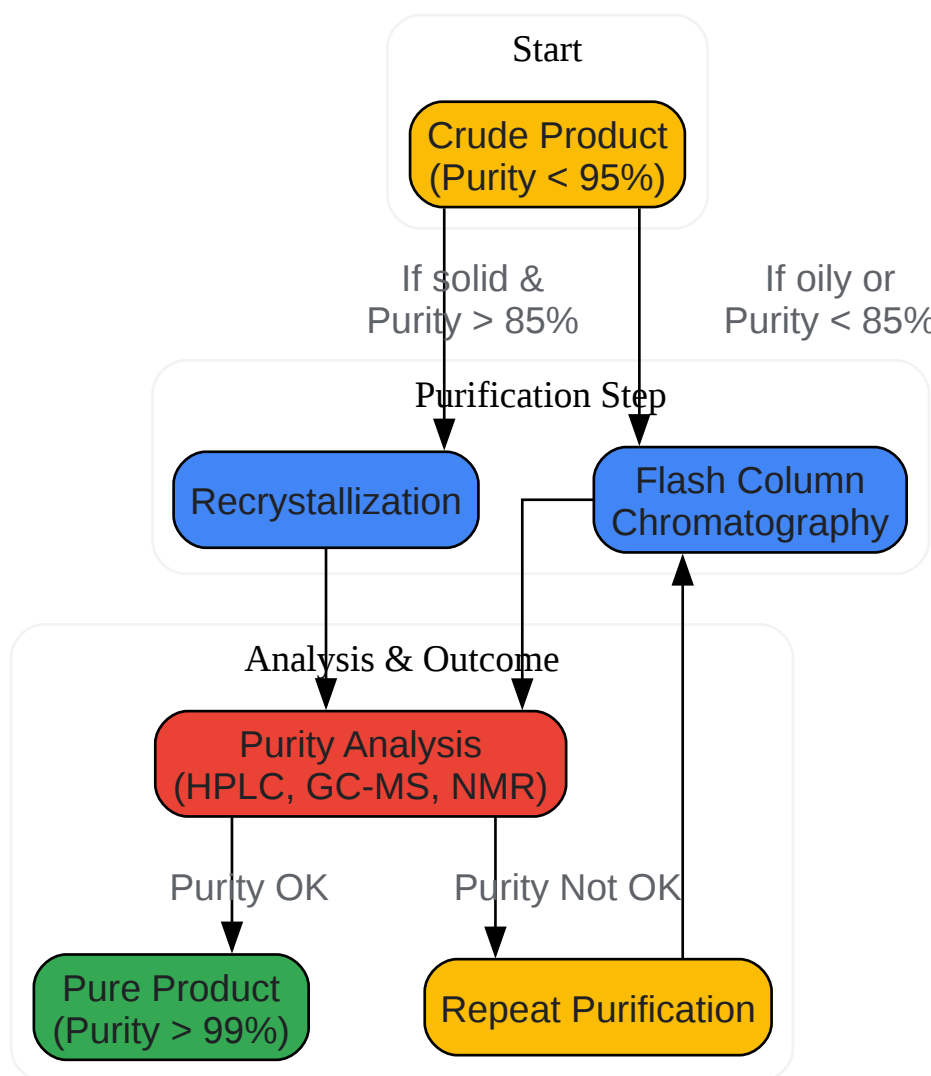 Start
Crude Product
(Purity < 95%)
If solid &
Purity > 85%
If oily or
Purity < 85%
Purification Step
Recrystallization
Flash Column
Chromatography
Analysis & Outcome
Purity Analysis
(HPLC, GC-MS, NMR)
Purity OK
Purity Not OK
Pure Product
(Purity > 99%)
Repeat Purification